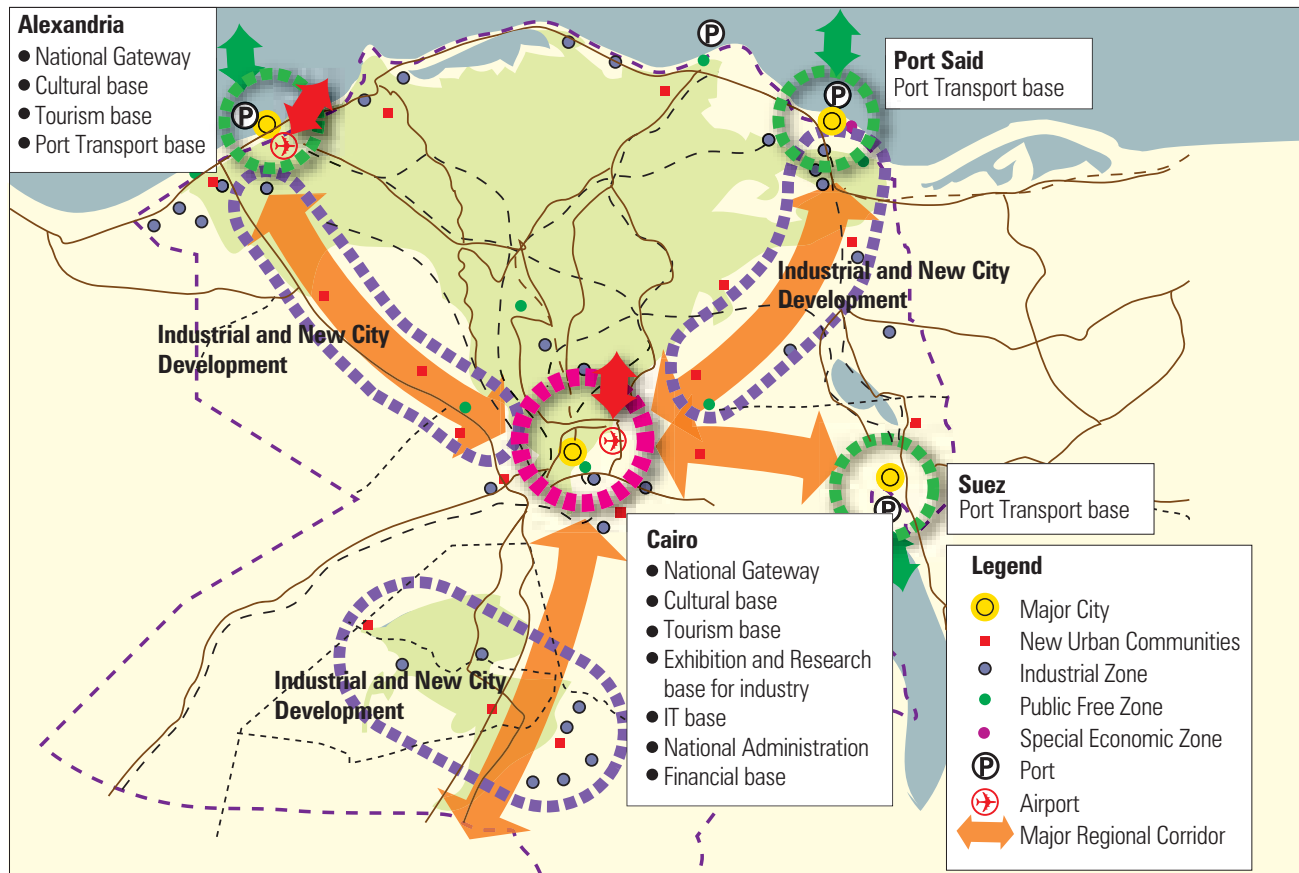 Alexandria
● National Gateway
● Cultural base
● Tourism base
● Port Transport base
P
P
P
Port Said
Port Transport base
Industrial and New City
Development
Industrial and New City
Development
Suez
Port Transport base
P
Cairo
● National Gateway
● Cultural base
● Tourism base
● Exhibition and Research
base for industry
● IT base
● National Administration
● Financial base
Industrial and New City
Development
Legend
Major City
New Urban Communities
Industrial Zone
Public Free Zone
Special Economic Zone
P Port
Airport
Major Regional Corridor